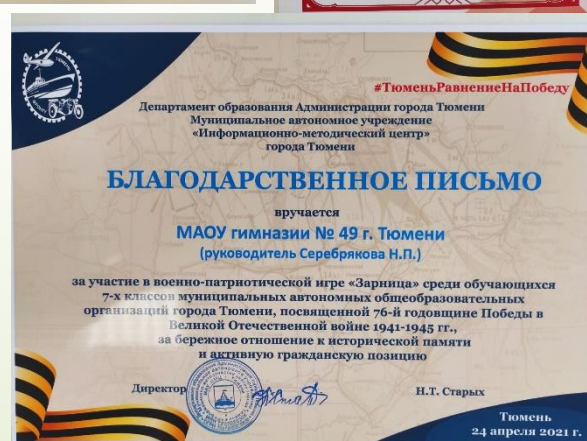 #ТюменьРавнениеНаПобеду
Департамент образования Администрации города Тюмени
Муниципальное автономное учреждение
«Информационно-методический центр»
города Тюмени
БЛАГОДАРСТВЕННОЕ ПИСЬМО
вручается
МАОУ гимназии № 49 г. Тюмени
(руководитель Серебрякова Н.П.)
за участие в военно-патриотической игре «Зарница» среди обучающихся
7-х классов муниципальных автономных общеобразовательных
организаций города Тюмени, посвященной 76-й годовщине Победы в
Великой Отечественной войне 1941-1945 гг.,
за бережное отношение к исторической памяти
и активную гражданскую позицию
Директор
Н.Т. Старых
Тюмень
24 апреля 2021 г.